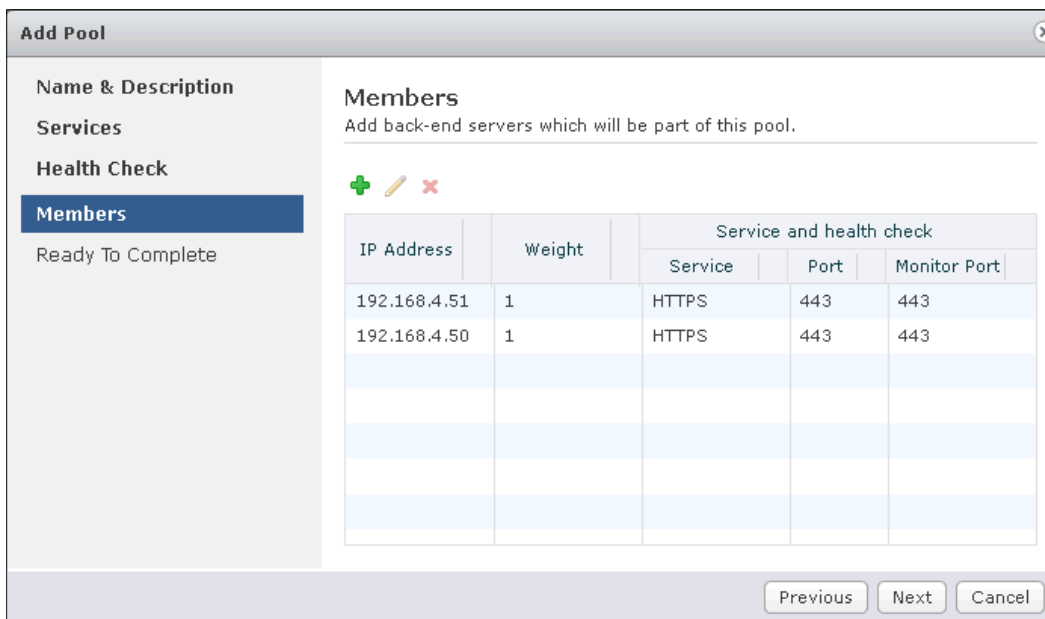 Add Pool
Name & Description
Services
Health Check
Members
Ready To Complete
Members
Add back-end servers which will be part of this pool.
IP Address Weight Service and health check
Service Port Monitor Port
192.168.4.51 1 HTTPS 443 443
192.168.4.50 1 HTTPS 443 443
Previous Next Cancel